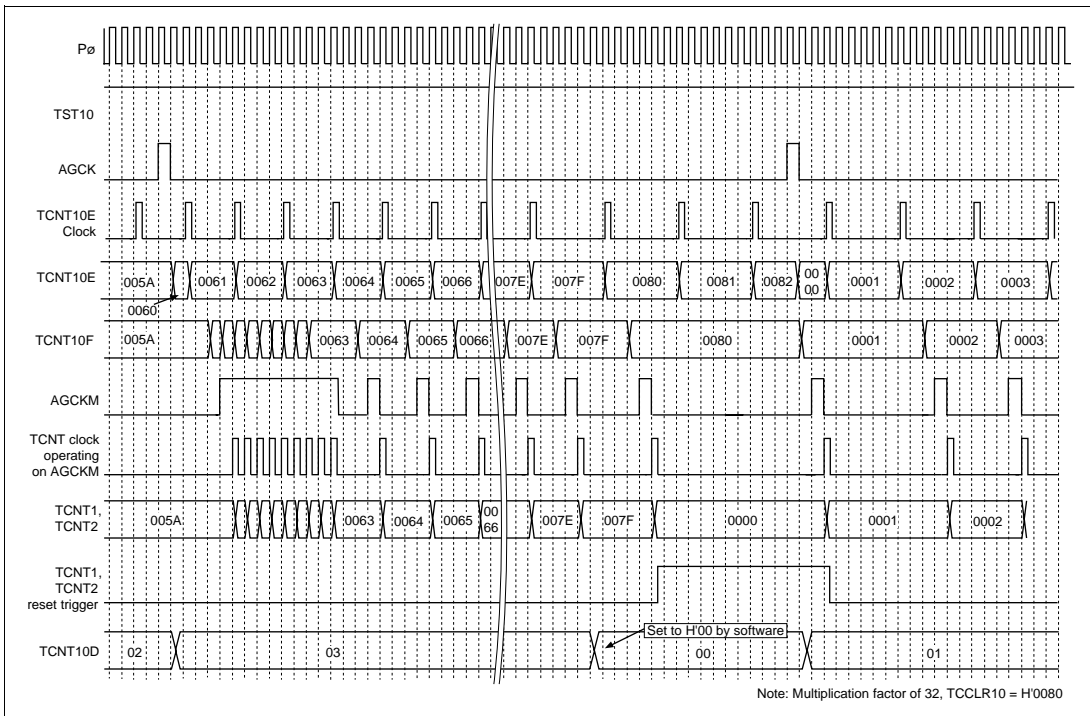 Pø
TST10
AGCK
TCNT10E
Clock
TCNT10E
005A 0061 0062 0063 0064 0065 0066 007E 007F 0080 0081 0082 00 00 0001 0002 0003
0060
TCNT10F
005A 0063 0064 0065 0066 007E 007F 0080 0001 0002 0003
AGCKM
TCNT clock
operating
on AGCKM
TCNT1,
TCNT2
005A 0063 0064 0065 00 66 007E 007F 0000 0001 0002
TCNT1,
TCNT2
reset trigger
Set to H'00 by software
TCNT10D
02 03 00 01
Note: Multiplication factor of 32, TCCLR10 = H'0080